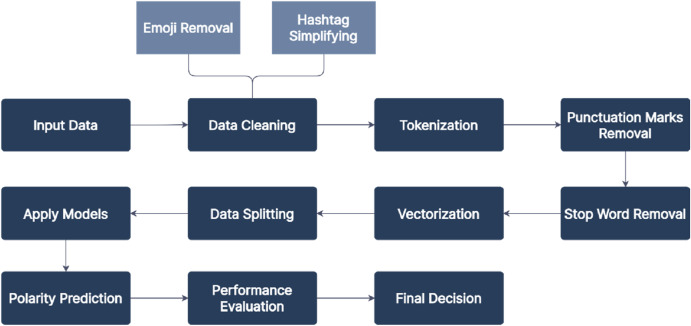 Emoji Removal
Hashtag
Simplifying
Input Data
Data Cleaning
Tokenization
Punctuation Marks
Removal
Apply Models
Data Splitting
Vectorization
Stop Word Removal
Polarity Prediction
Performance
Evaluation
Final Decision